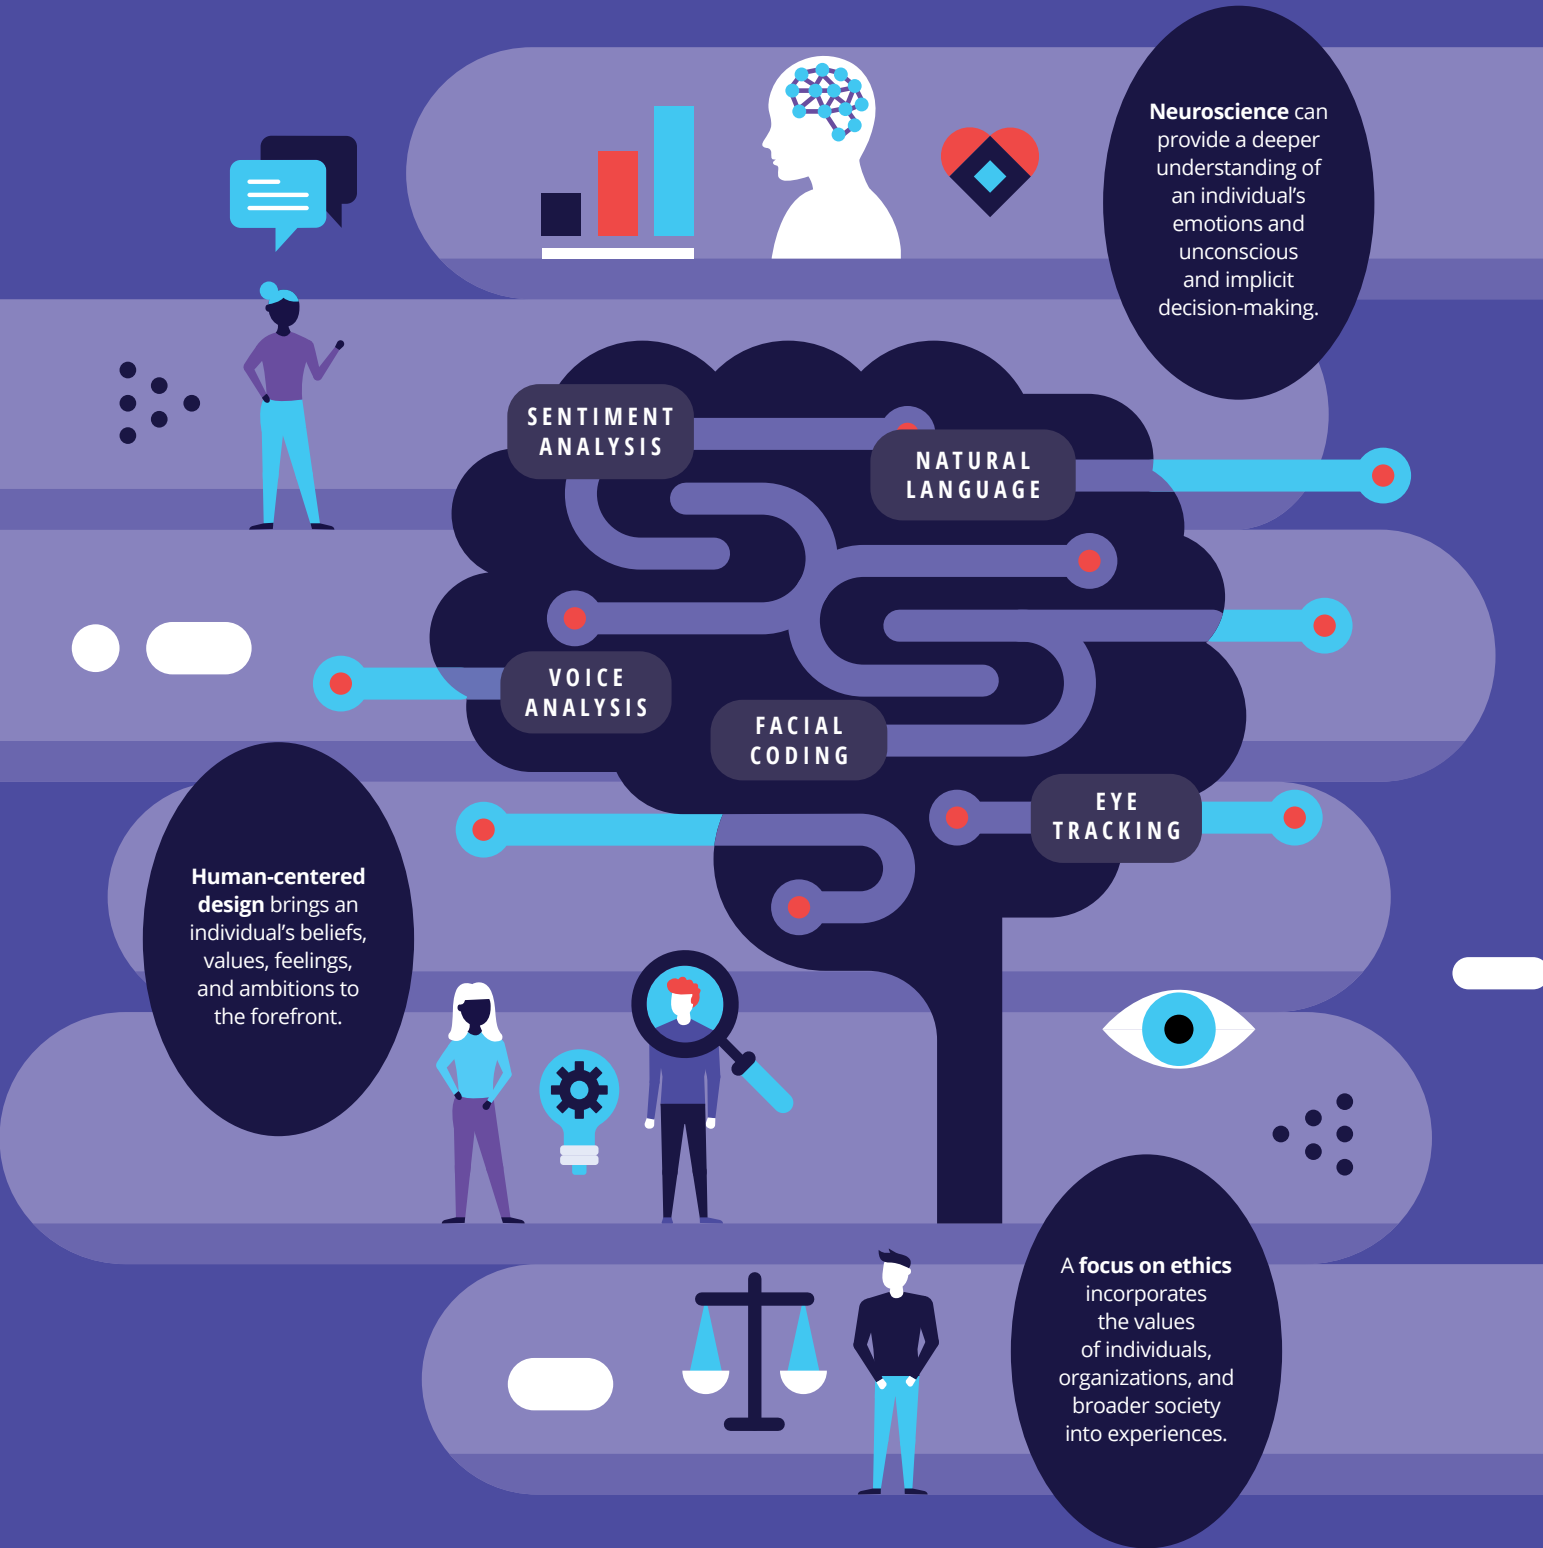 Neuroscience can
provide a deeper
understanding of
an individual’s
emotions and
unconscious
and implicit
decision-making.
SENTIMENT
ANALYSIS
NATURAL
LANGUAGE
VOICE
ANALYSIS
FACIAL
CODING
EYE
TRACKING
Human-centered
design brings an
individual’s beliefs,
values, feelings,
and ambitions to
the forefront.
A focus on ethics
incorporates
the values
of individuals,
organizations, and
broader society
into experiences.